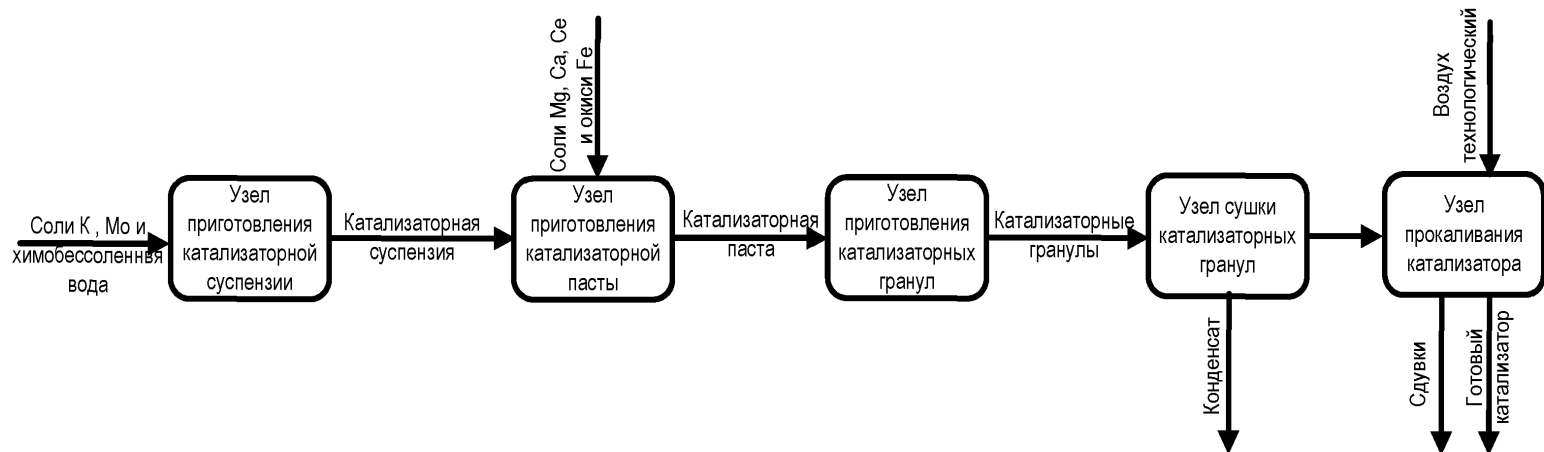 Соли К , Мо и
химобессоленнвя
вода
Узел
приготовления
катализаторной
суспензии
Катализаторная
суспензия
Соли Mg, Ca, Ce
и окиси Fe
Узел
приготовления
катализаторной
пасты
Катализаторная
паста
Узел
приготовления
катализаторных
гранул
Катализаторные
гранулы
Узел сушки
катализаторных
гранул
Конденсат
Воздух
технологический
Узел
прокаливания
катализатора
Сдувки
Готовый
катализатор